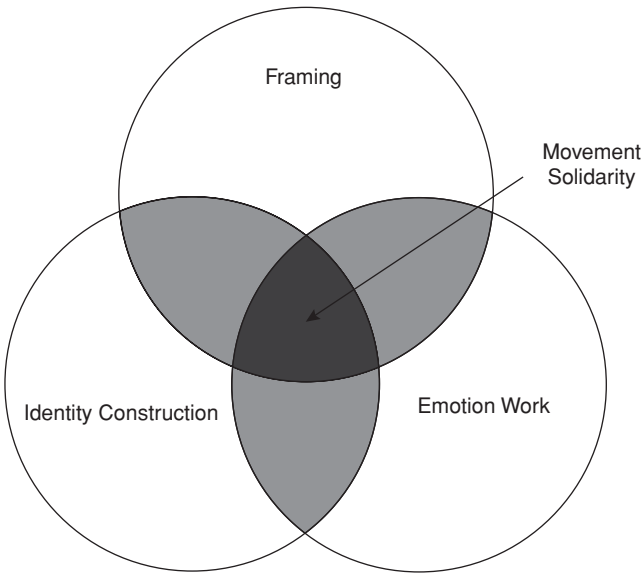 Framing
Movement
Solidarity
Identity Construction
Emotion Work